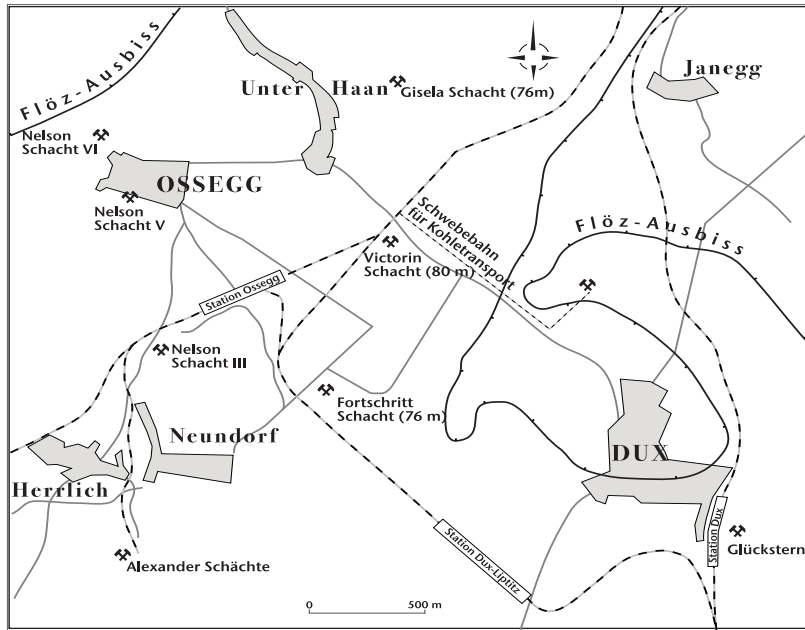 Flöz-Ausbiss
Unter Haan
Gisela Schacht (76m)
Janegg
Nelson
Schacht VI
OSSEGG
Nelson
Schacht V
Schwebebahn
für Kohletransport
Flöz-Ausbiss
Victorin
Schacht (80 m)
Station Ossegg
Nelson
Schacht III
Fortschritt
Schacht (76 m)
Neundorf
DUX
Herrlich
Station Dux
Glückstern
Station Dux-Liptitz
Alexander Schächte
0 500 m